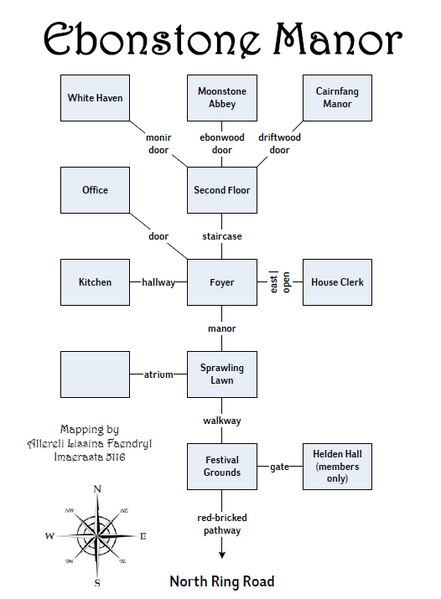 Ebonstone Manor
White Haven
Moonstone
Abbey
Cairnfang
Manor
monir
door
ebonwood
door
driftwood
door
Office
Second Floor
door
staircase
Kitchen
hallway
Foyer
east |
open
House Clerk
manor
atrium
Sprawling
Lawn
walkway
Mapping by
Allereli Lissina Faendryl
Imaerasta 5116
Festival
Grounds
gate
Helden Hall
(members
only)
N
NW
NE
W
E
SW
SE
S
red-bricked
pathway
North Ring Road